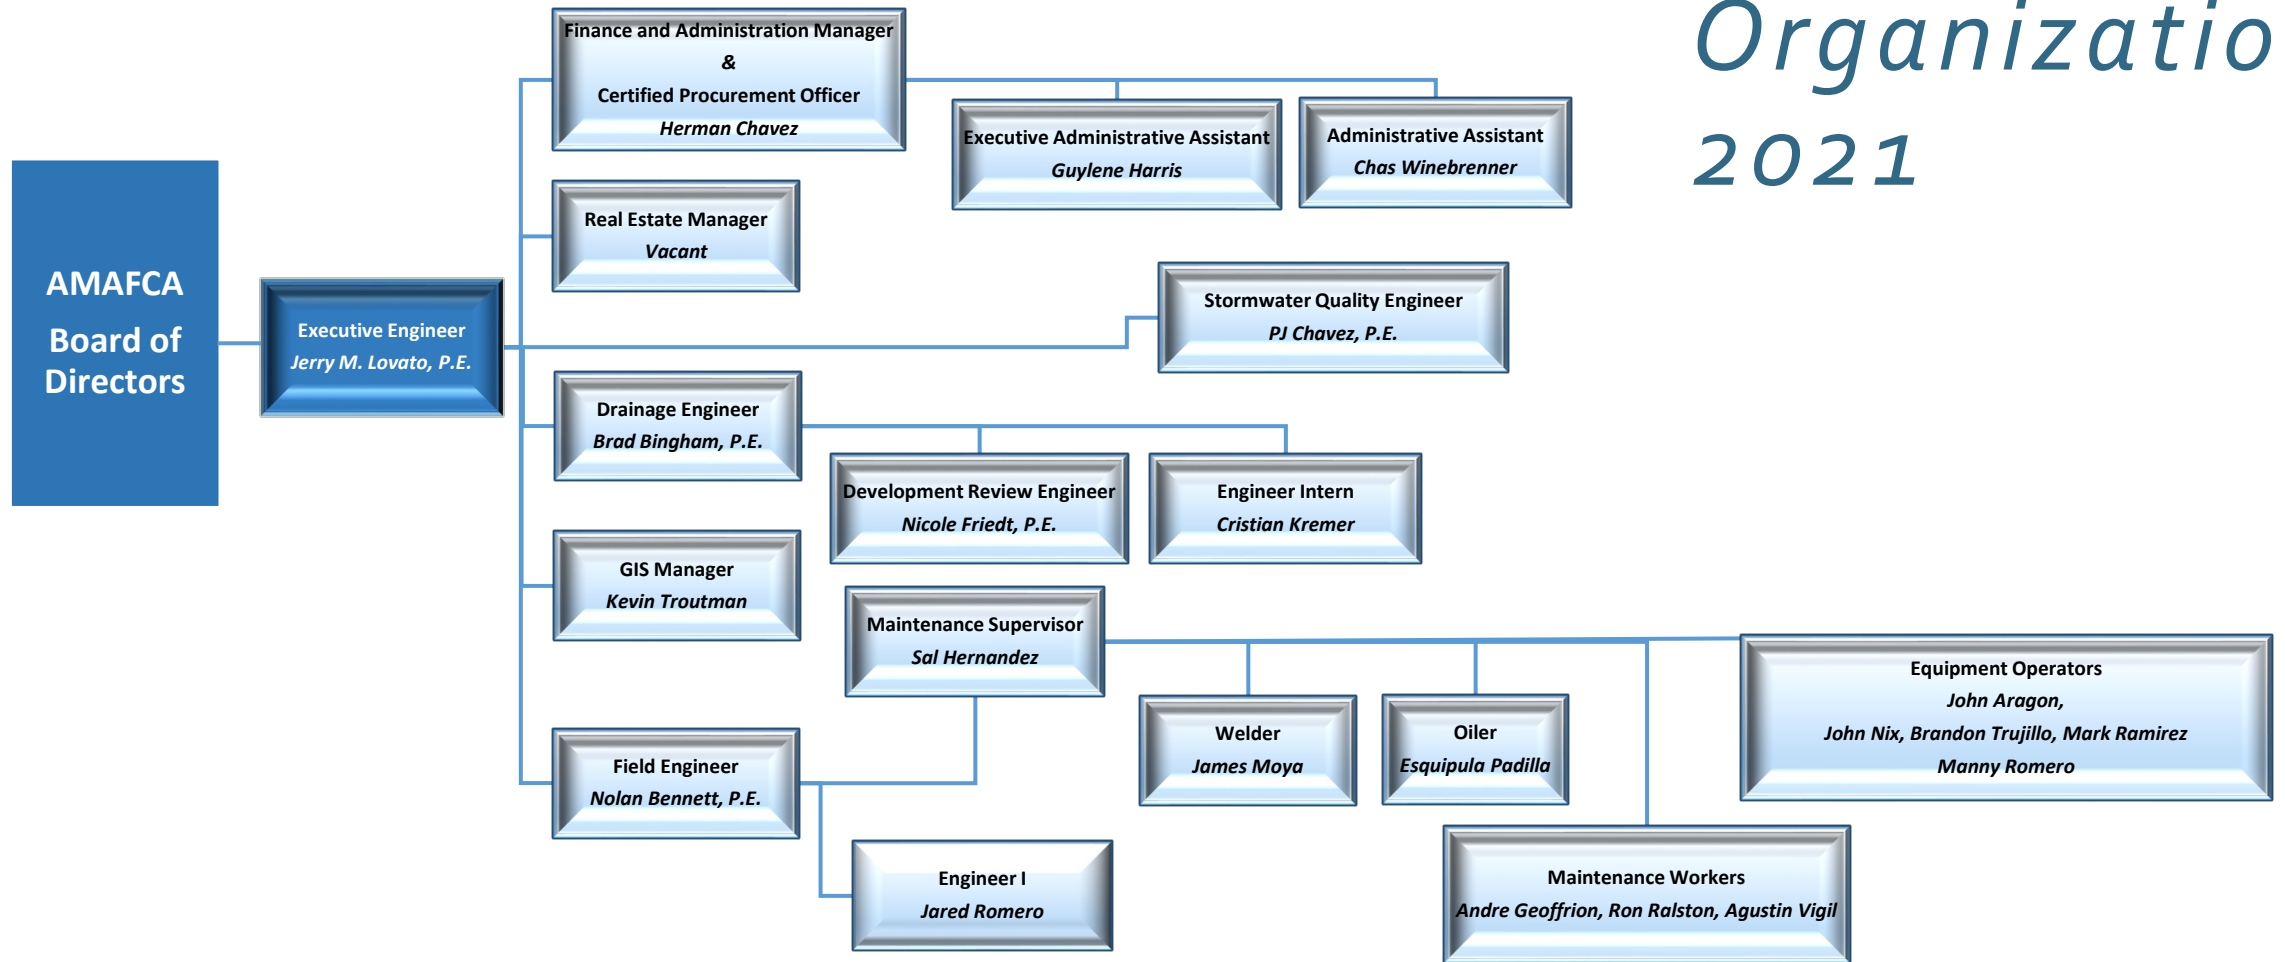 Organizatio
2021
AMAFCA
Board of
Directors
Executive Engineer
Jerry M. Lovato, P.E.
Finance and Administration Manager
&
Certified Procurement Officer
Herman Chavez
Executive Administrative Assistant
Guylene Harris
Administrative Assistant
Chas Winebrenner
Real Estate Manager
Vacant
Stormwater Quality Engineer
PJ Chavez, P.E.
Drainage Engineer
Brad Bingham, P.E.
Development Review Engineer
Nicole Friedt, P.E.
Engineer Intern
Cristian Kremer
GIS Manager
Kevin Troutman
Maintenance Supervisor
Sal Hernandez
Field Engineer
Nolan Bennett, P.E.
Engineer I
Jared Romero
Welder
James Moya
Oiler
Esquipula Padilla
Equipment Operators
John Aragon,
John Nix, Brandon Trujillo, Mark Ramirez
Manny Romero
Maintenance Workers
Andre Geoffrion, Ron Ralston, Agustin Vigil